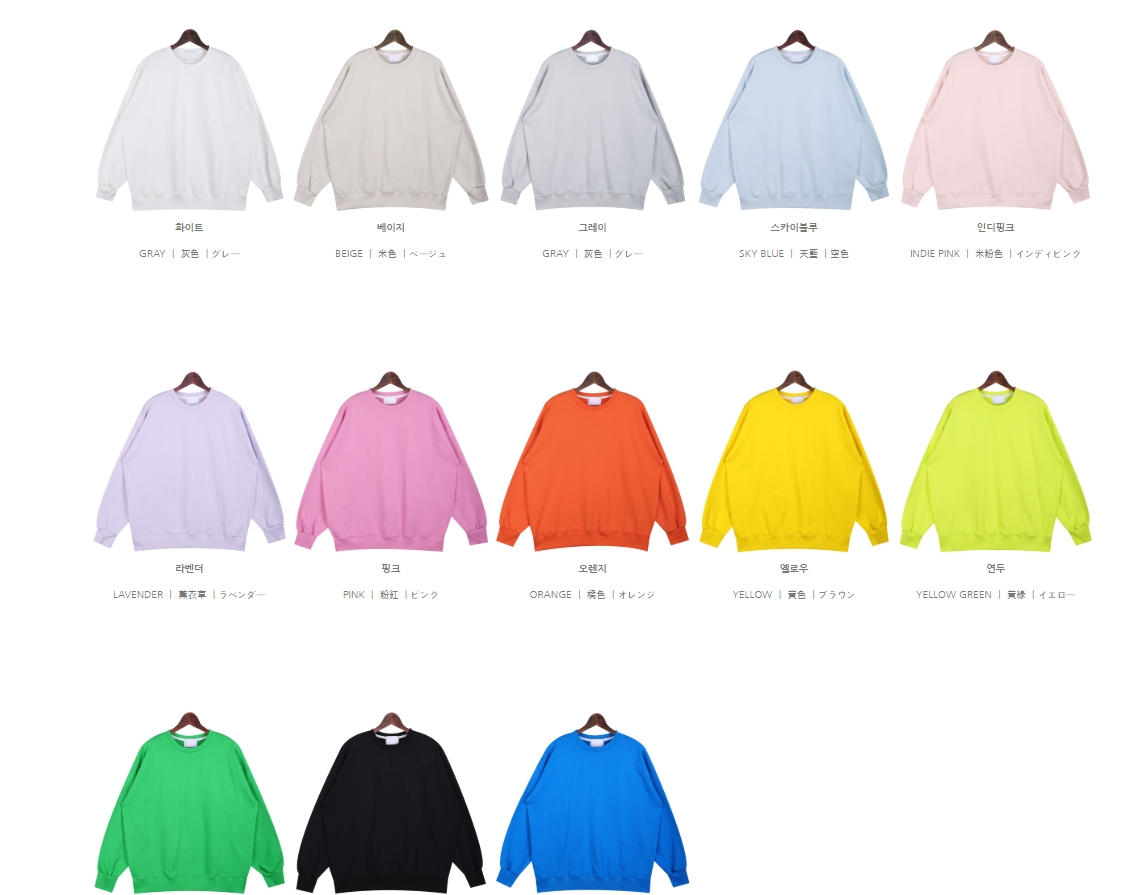 화이트
GRAY | 灰色 | グレー
베이지
BEIGE | 米色 | ベージュ
그레이
GRAY | 灰色 | グレー
스카이블루
SKY BLUE | 天藍 | 空色
인디핑크
INDIE PINK | 米粉色 | インディピンク
라벤더
LAVENDER | 薰衣草 | ラベンダー
핑크
PINK | 粉紅 | ピンク
오렌지
ORANGE | 橘色 | オレンジ
옐로우
YELLOW | 黃色 | ブラウン
연두
YELLOW GREEN | 黃綠 | イエロー